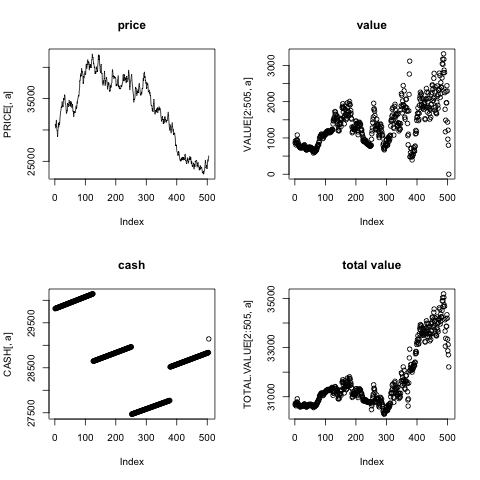 price
value
PRICE[, a]
25000
35000
0 100 200 300 400 500
Index
VALUE[2:505, a]
0 1000 2000 3000
0 100 200 300 400 500
Index
cash
total value
CASH[, a]
27500 28500 29500
0 100 200 300 400 500
Index
TOTAL.VALUE[2:505, a]
31000 33000 35000
0 100 200 300 400 500
Index